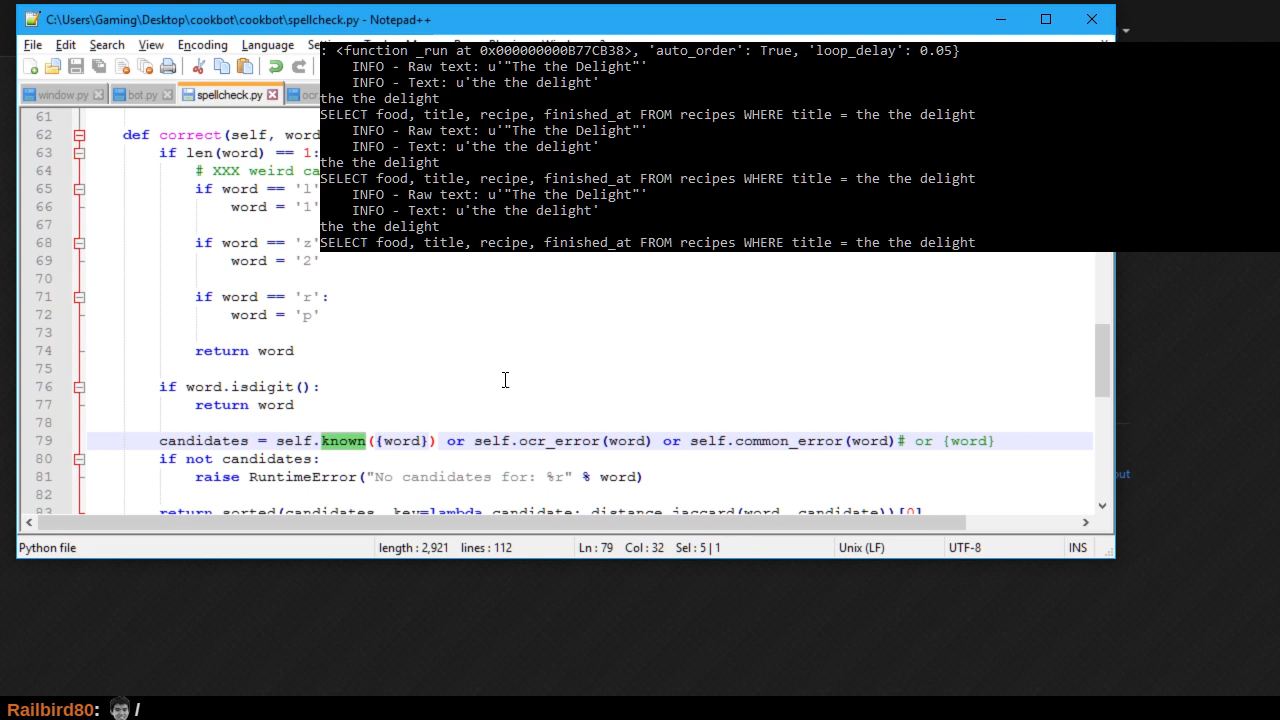 C:\Users\Gaming\Desktop\cookbot\cookbot\spellcheck.py - Notepad++
File Edit Search View Encoding Language
window.py bot.py spellcheck.py
: <function _run at 0x000000000B77CB38>, 'auto_order': True, 'loop_delay': 0.05}
INFO - Raw text: u'"The the Delight"'
INFO - Text: u'the the delight'
the the delight
SELECT food, title, recipe, finished_at FROM recipes WHERE title = the the delight
INFO - Raw text: u'"The the Delight"'
INFO - Text: u'the the delight'
the the delight
SELECT food, title, recipe, finished_at FROM recipes WHERE title = the the delight
INFO - Raw text: u'"The the Delight"'
INFO - Text: u'the the delight'
the the delight
SELECT food, title, recipe, finished_at FROM recipes WHERE title = the the delight
61
62 def correct(self, word
63 if len(word) == 1:
64 # XXX weird ca
65 if word == 'l'
66 word = '1'
67
68 if word == 'z'
69 word = '2'
70
71 if word == 'r':
72 word = 'p'
73
74 return word
75
76 if word.isdigit():
77 return word
78
79 candidates = self.known({word}) or self.ocr_error(word) or self.common_error(word)# or {word}
80 if not candidates:
81 raise RuntimeError("No candidates for: %r" % word)
82
83 return sorted(candidates, key=lambda candidate: distance.jaccard(word, candidate))[0]
Python file length : 2,921 lines : 112 Ln : 79 Col : 32 Sel : 5 | 1 Unix (LF) UTF-8 INS
out
Railbird80: /